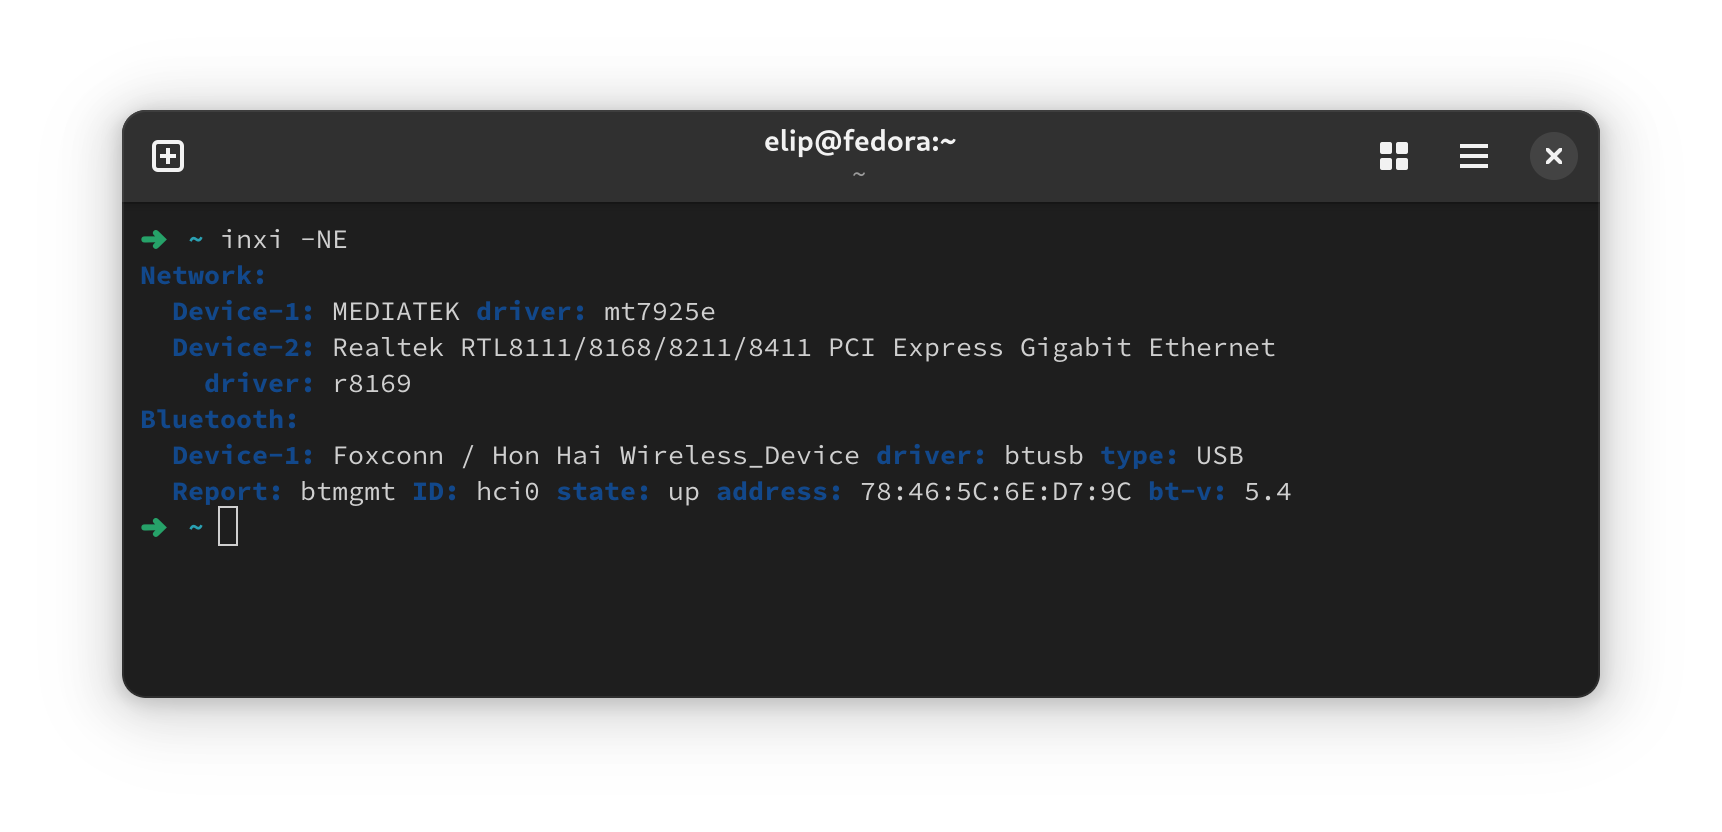 elip@fedora:~
~
➜ ~ inxi -NE
Network:
Device-1: MEDIATEK driver: mt7925e
Device-2: Realtek RTL8111/8168/8211/8411 PCI Express Gigabit Ethernet
driver: r8169
Bluetooth:
Device-1: Foxconn / Hon Hai Wireless_Device driver: btusb type: USB
Report: btmgmt ID: hci0 state: up address: 78:46:5C:6E:D7:9C bt-v: 5.4
➜ ~